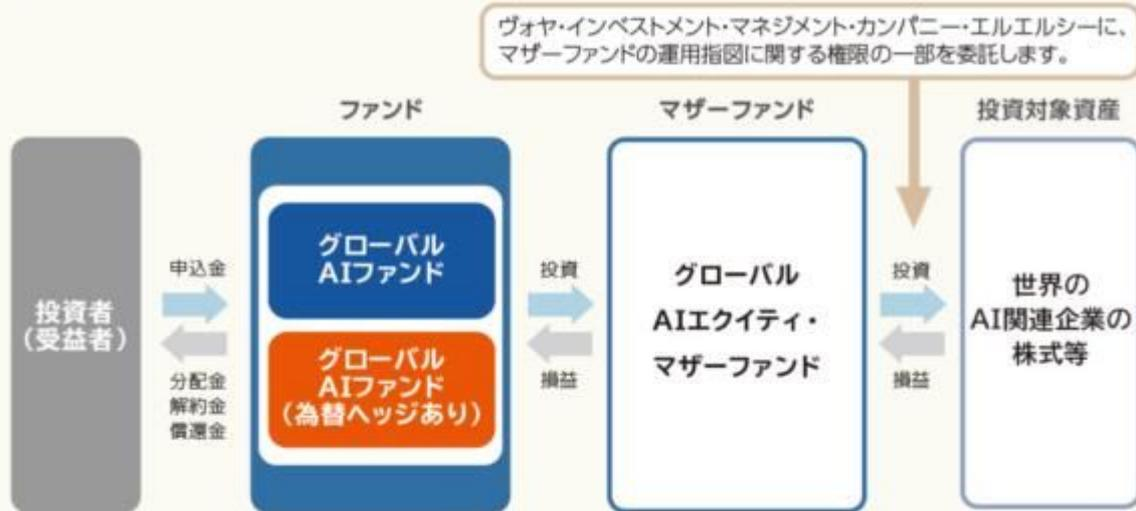 ヴォヤ・インベストメント・マネジメント・カンパニー・エルエルシーに、
マザーファンドの運用指図に関する権限の一部を委託します。
ファンド
マザーファンド
投資対象資産
投資者
（受益者）
申込金
分配金
解約金
償還金
グローバル
AIファンド
グローバル
AIファンド
（為替ヘッジあり）
投資
損益
グローバル
AIエクイティ・
マザーファンド
投資
損益
世界の
AI関連企業の
株式等